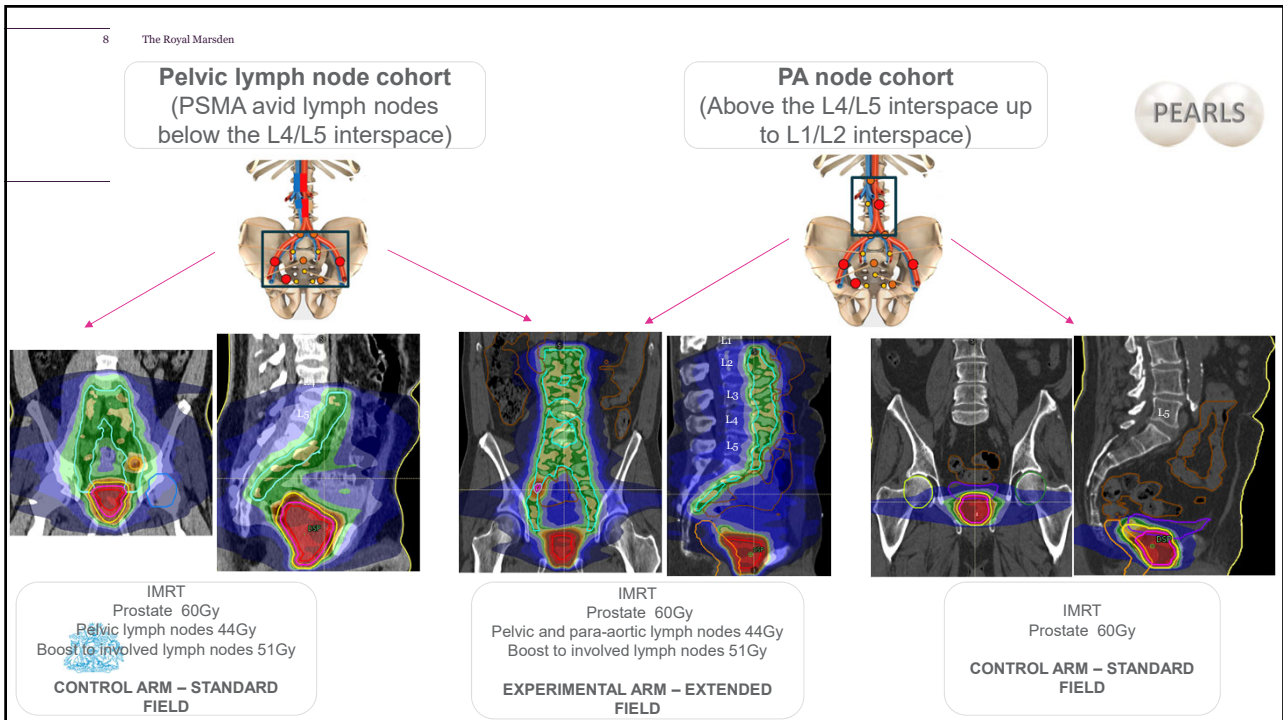 8 The Royal Marsden
Pelvic lymph node cohort
(PSMA avid lymph nodes
below the L4/L5 interspace)
PA node cohort
(Above the L4/L5 interspace up
to L1/L2 interspace)
PEARLS
L5
L1
L2
L3
L4
L5
L5
DSP
IMRT
Prostate 60Gy
Pelvic lymph nodes 44Gy
Boost to involved lymph nodes 51Gy
CONTROL ARM – STANDARD
FIELD
IMRT
Prostate 60Gy
Pelvic and para-aortic lymph nodes 44Gy
Boost to involved lymph nodes 51Gy
EXPERIMENTAL ARM – EXTENDED
FIELD
IMRT
Prostate 60Gy
CONTROL ARM – STANDARD
FIELD